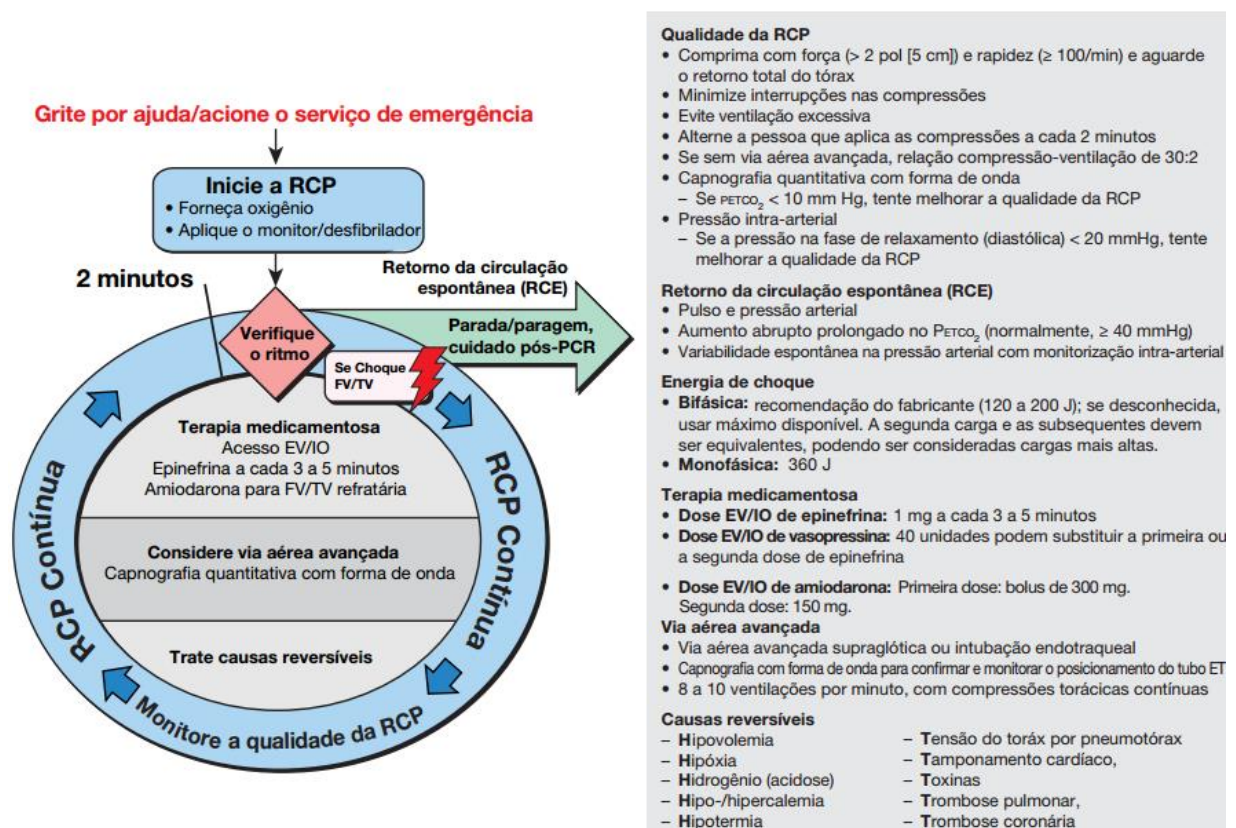 Grite por ajuda/acione o serviço de emergência
Inicie a RCP
• Forneça oxigênio
• Aplique o monitor/desfibrilador
2 minutos
Verifique
o ritmo
Retorno da circulação
espontânea (RCE)
Parada/paragem,
cuidado pós-PCR
Se Choque
FV/TV
Terapia medicamentosa
Acesso EV/IO
Epinefrina a cada 3 a 5 minutos
Amiodarona para FV/TV refratária
Considere via aérea avançada
Capnografia quantitativa com forma de onda
Trate causas reversíveis
RCP Contínua
RCP Contínua
Monitore a qualidade da RCP
Qualidade da RCP
• Comprima com força (> 2 pol [5 cm]) e rapidez (≥ 100/min) e aguarde
o retorno total do tórax
• Minimize interrupções nas compressões
• Evite ventilação excessiva
• Alterne a pessoa que aplica as compressões a cada 2 minutos
• Se sem via aérea avançada, relação compressão-ventilação de 30:2
• Capnografia quantitativa com forma de onda
– Se PETCO₂ < 10 mm Hg, tente melhorar a qualidade da RCP
• Pressão intra-arterial
– Se a pressão na fase de relaxamento (diastólica) < 20 mmHg, tente
melhorar a qualidade da RCP
Retorno da circulação espontânea (RCE)
• Pulso e pressão arterial
• Aumento abrupto prolongado no PETCO₂ (normalmente, ≥ 40 mmHg)
• Variabilidade espontânea na pressão arterial com monitorização intra-arterial
Energia de choque
• Bifásica: recomendação do fabricante (120 a 200 J); se desconhecida,
usar máximo disponível. A segunda carga e as subsequentes devem
ser equivalentes, podendo ser consideradas cargas mais altas.
• Monofásica: 360 J
Terapia medicamentosa
• Dose EV/IO de epinefrina: 1 mg a cada 3 a 5 minutos
• Dose EV/IO de vasopressina: 40 unidades podem substituir a primeira ou
a segunda dose de epinefrina
• Dose EV/IO de amiodarona: Primeira dose: bolus de 300 mg.
Segunda dose: 150 mg.
Via aérea avançada
• Via aérea avançada supraglótica ou intubação endotraqueal
• Capnografia com forma de onda para confirmar e monitorar o posicionamento do tubo ET
• 8 a 10 ventilações por minuto, com compressões torácicas contínuas
Causas reversíveis
– Hipovolemia
– Hipóxia
– Hidrogênio (acidose)
– Hipo-/hipercalemia
– Hipotermia
– Tensão do toráx por pneumotórax
– Tamponamento cardíaco,
– Toxinas
– Trombose pulmonar,
– Trombose coronária